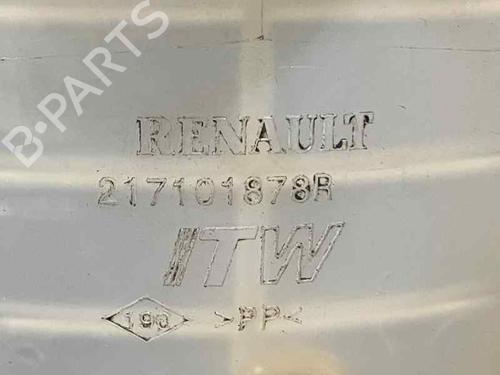 B-PARTS
RENAULT
217101878R
ITW
190 >PP<